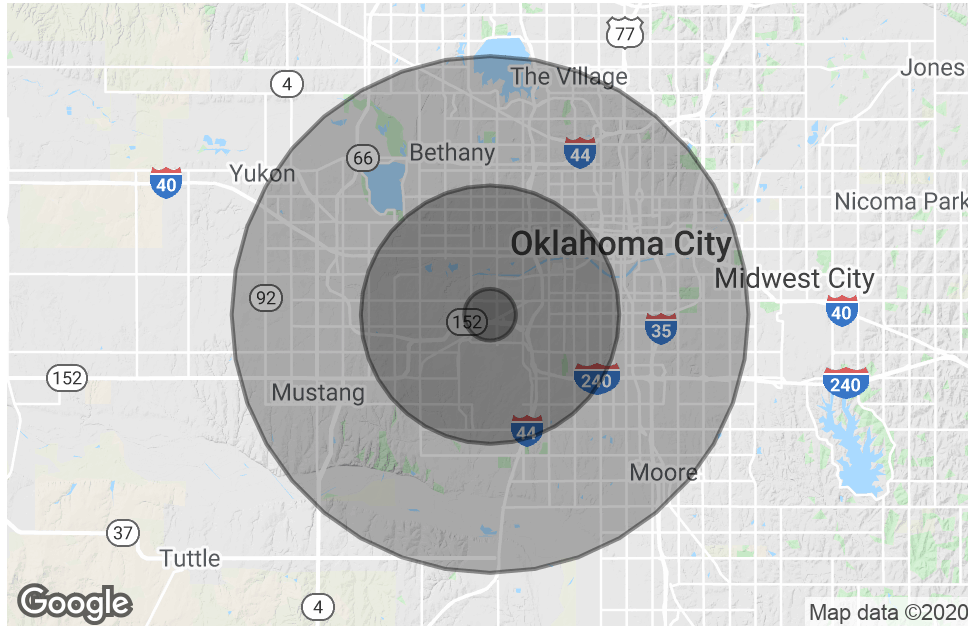 77
The Village
Jones
4
44
66
Bethany
Yukon
40
Nicoma Park
Oklahoma City
Midwest City
92
40
152
35
152
240
240
Mustang
44
Moore
37
Tuttle
4
Google
Map data ©2020